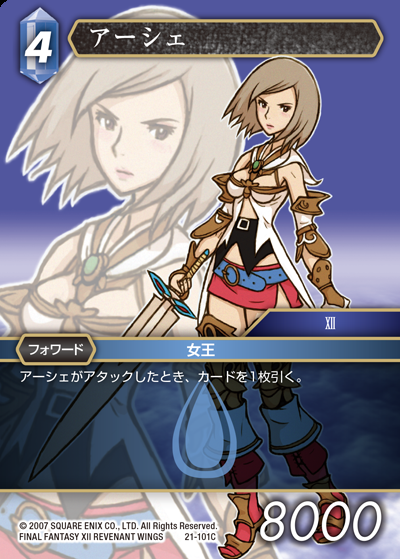 4
アーシェ
XII
フォワード
女王
アーシェがアタックしたとき、カードを1枚引く。
© 2007 SQUARE ENIX CO., LTD. All Rights Reserved.
FINAL FANTASY XII REVENANT WINGS
21-101C
8000